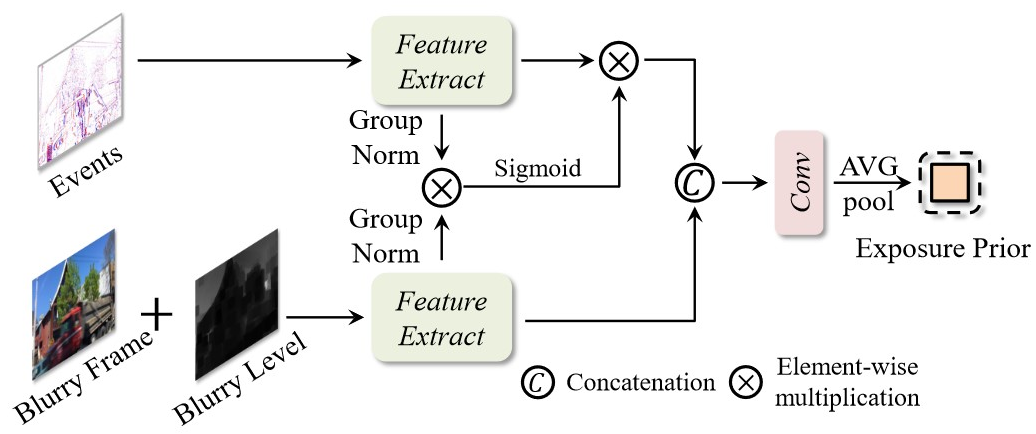 Events
Feature
Extract
Group
Norm
Sigmoid
Group
Norm
Blurry Frame
+
Blurry Level
Feature
Extract
C
Conv
AVG
pool
Exposure Prior
C Concatenation
Element-wise
multiplication